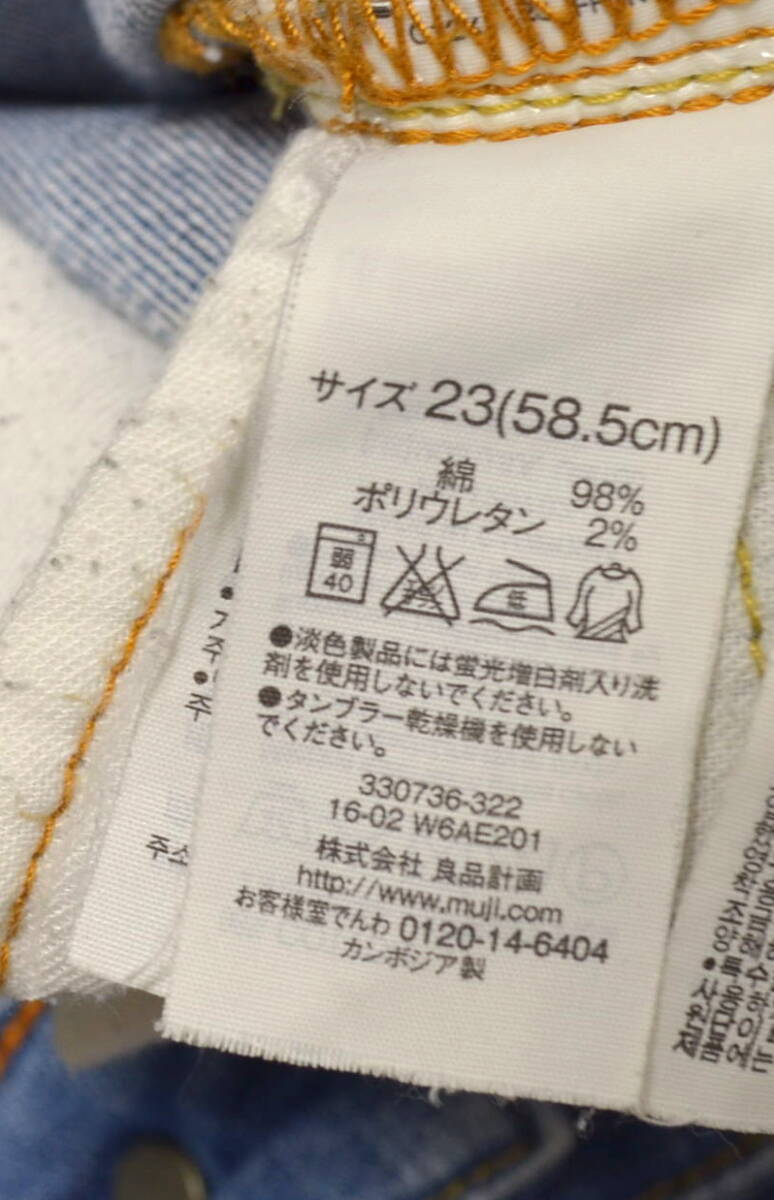 サイズ 23(58.5cm)
綿 98%
ポリウレタン 2%
弱
40
低
●淡色製品には蛍光増白剤入り洗
剤を使用しないでください。
●タンブラー乾燥機を使用しない
でください。
330736-322
16-02 W6AE201
株式会社 良品計画
http://www.muji.com
お客様室でんわ 0120-14-6404
カンボジア製
주소